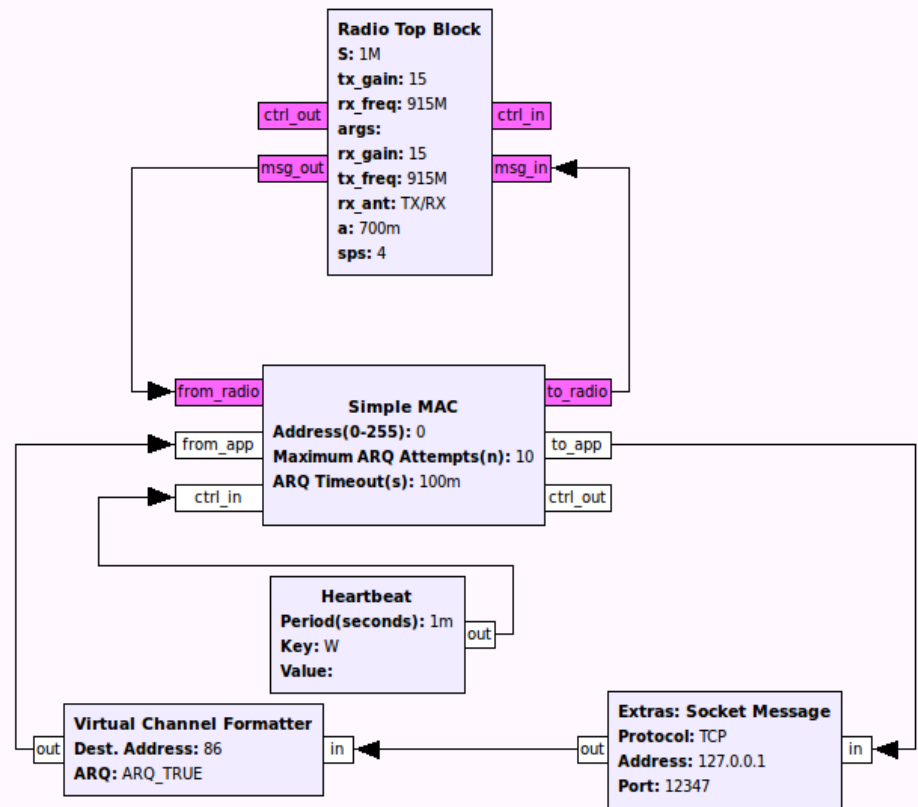 Radio Top Block
S: 1M
tx_gain: 15
rx_freq: 915M
ctrl_out
ctrl_in
args:
rx_gain: 15
msg_out
msg_in
tx_freq: 915M
rx_ant: TX/RX
a: 700m
sps: 4
from_radio
to_radio
Simple MAC
Address(0-255): 0
from_app
to_app
Maximum ARQ Attempts(n): 10
ARQ Timeout(s): 100m
ctrl_in
ctrl_out
Heartbeat
Period(seconds): 1m
out
Key: W
Value:
Virtual Channel Formatter
out
Dest. Address: 86
in
ARQ: ARQ_TRUE
Extras: Socket Message
Protocol: TCP
out
in
Address: 127.0.0.1
Port: 12347